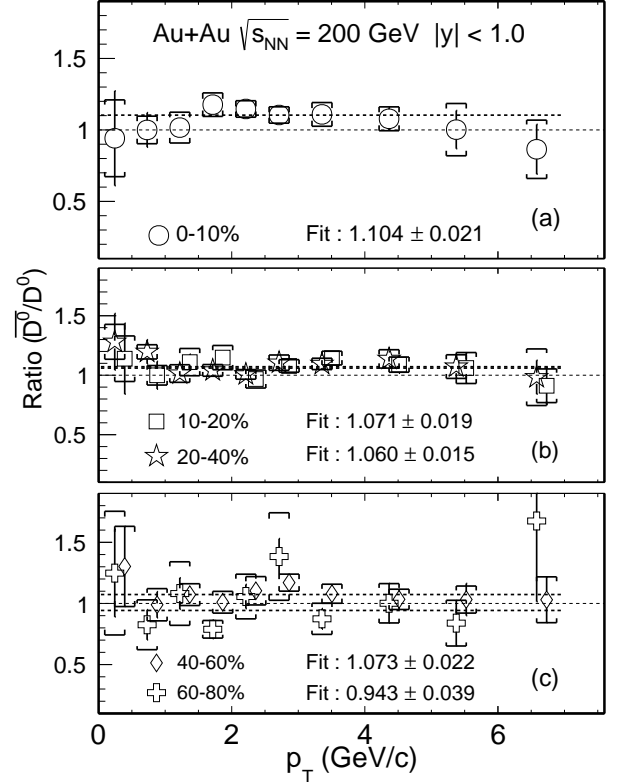 Au+Au √s_NN = 200 GeV |y| < 1.0
1.5
1
0.5
0-10% Fit : 1.104 ± 0.021 (a)
Ratio (D̅⁰/D⁰)
1.5
1
0.5
10-20% Fit : 1.071 ± 0.019
20-40% Fit : 1.060 ± 0.015 (b)
1.5
1
0.5
40-60% Fit : 1.073 ± 0.022
60-80% Fit : 0.943 ± 0.039 (c)
0 2 4 6
p_T (GeV/c)